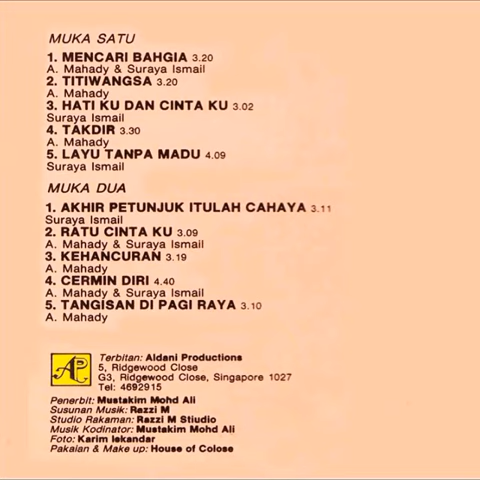 MUKA SATU
1. MENCARI BAHGIA 3.20
A. Mahady & Suraya Ismail
2. TITIWANGSA 3.20
A. Mahady
3. HATI KU DAN CINTA KU 3.02
Suraya Ismail
4. TAKDIR 3.30
A. Mahady
5. LAYU TANPA MADU 4.09
Suraya Ismail
MUKA DUA
1. AKHIR PETUNJUK ITULAH CAHAYA 3.11
Suraya Ismail
2. RATU CINTA KU 3.09
A. Mahady & Suraya Ismail
3. KEHANCURAN 3.19
A. Mahady
4. CERMIN DIRI 4.40
A. Mahady & Suraya Ismail
5. TANGISAN DI PAGI RAYA 3.10
A. Mahady
AP
Terbitan: Aldani Productions
5, Ridgewood Close
G3, Ridgewood Close, Singapore 1027
Tel: 4692915
Penerbit: Mustakim Mohd Ali
Susunan Musik: Razzi M
Studio Rakaman: Razzi M Stiudio
Musik Kodinator: Mustakim Mohd Ali
Foto: Karim Iskandar
Pakaian & Make up: House of Colose